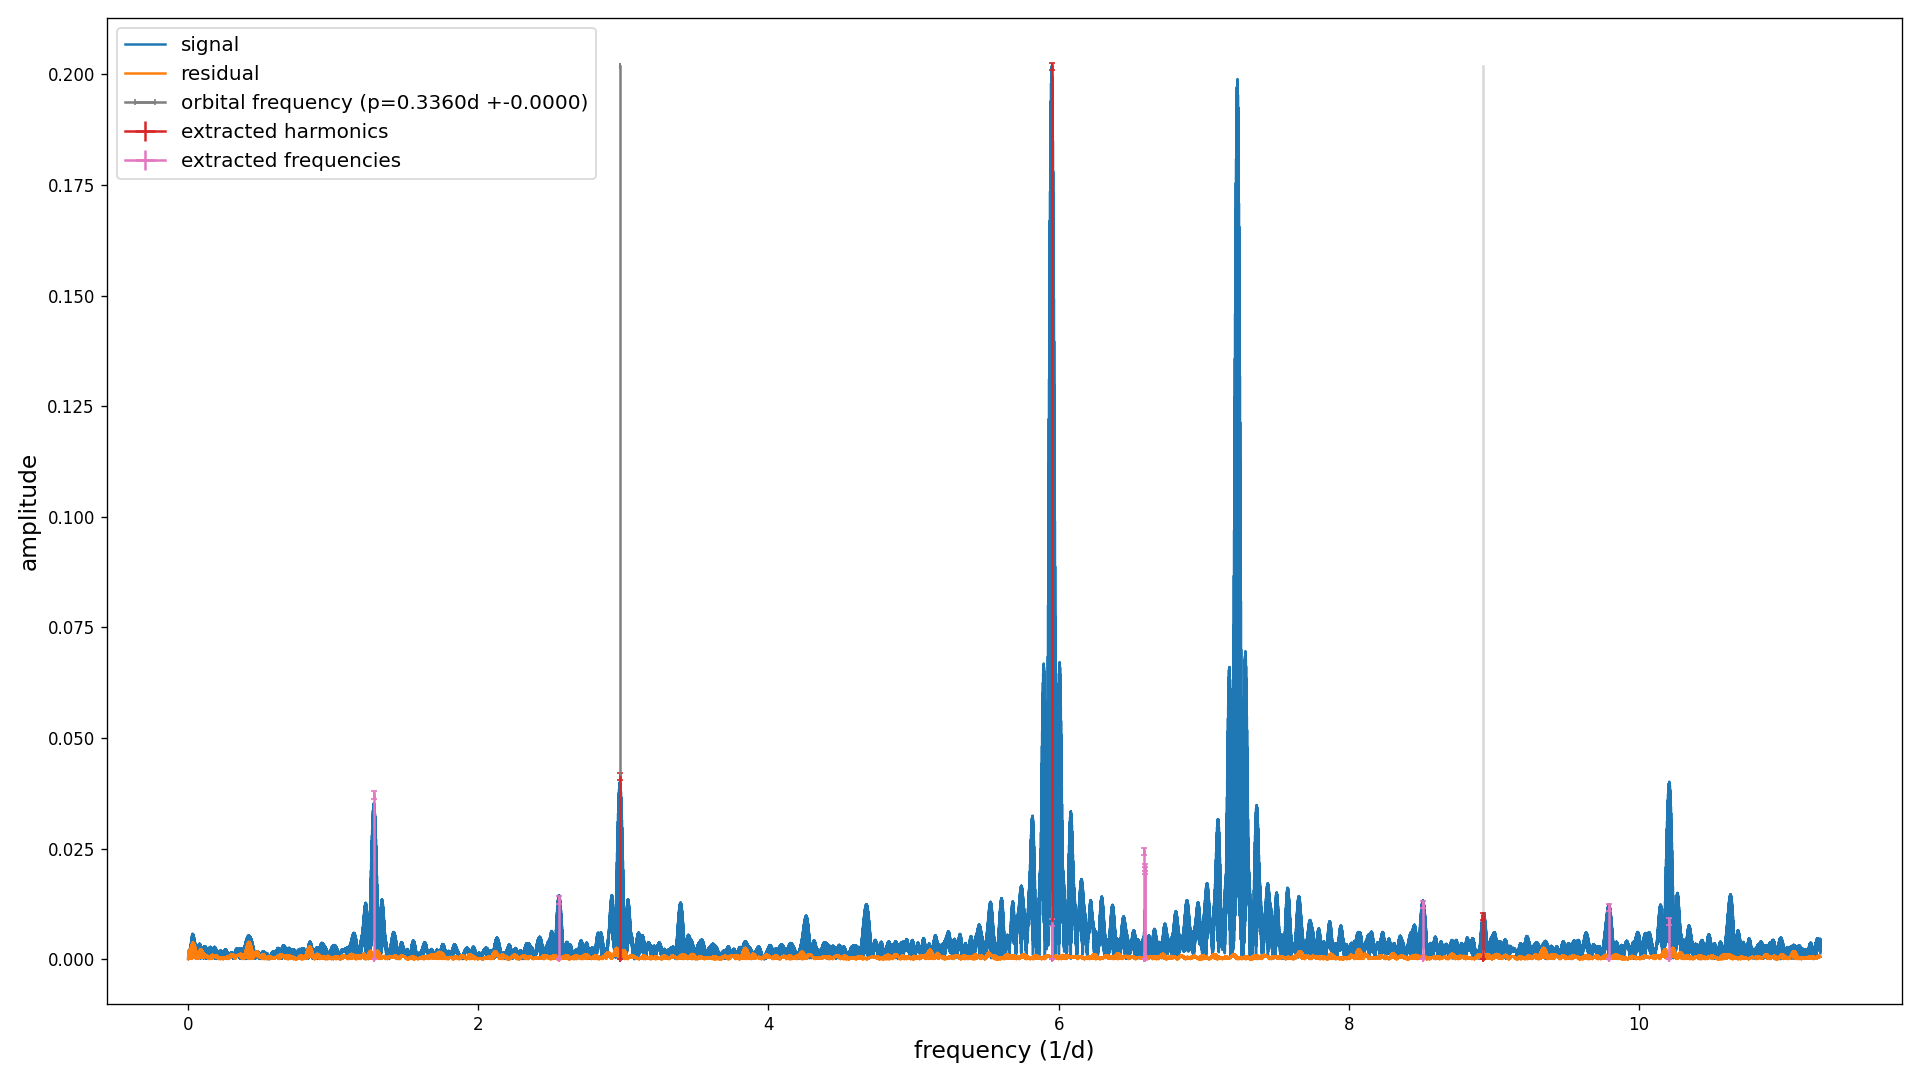 signal
residual
orbital frequency (p=0.3360d +-0.0000)
extracted harmonics
extracted frequencies
0.200
0.175
0.150
0.125
0.100
0.075
0.050
0.025
0.000
amplitude
0 2 4 6 8 10
frequency (1/d)